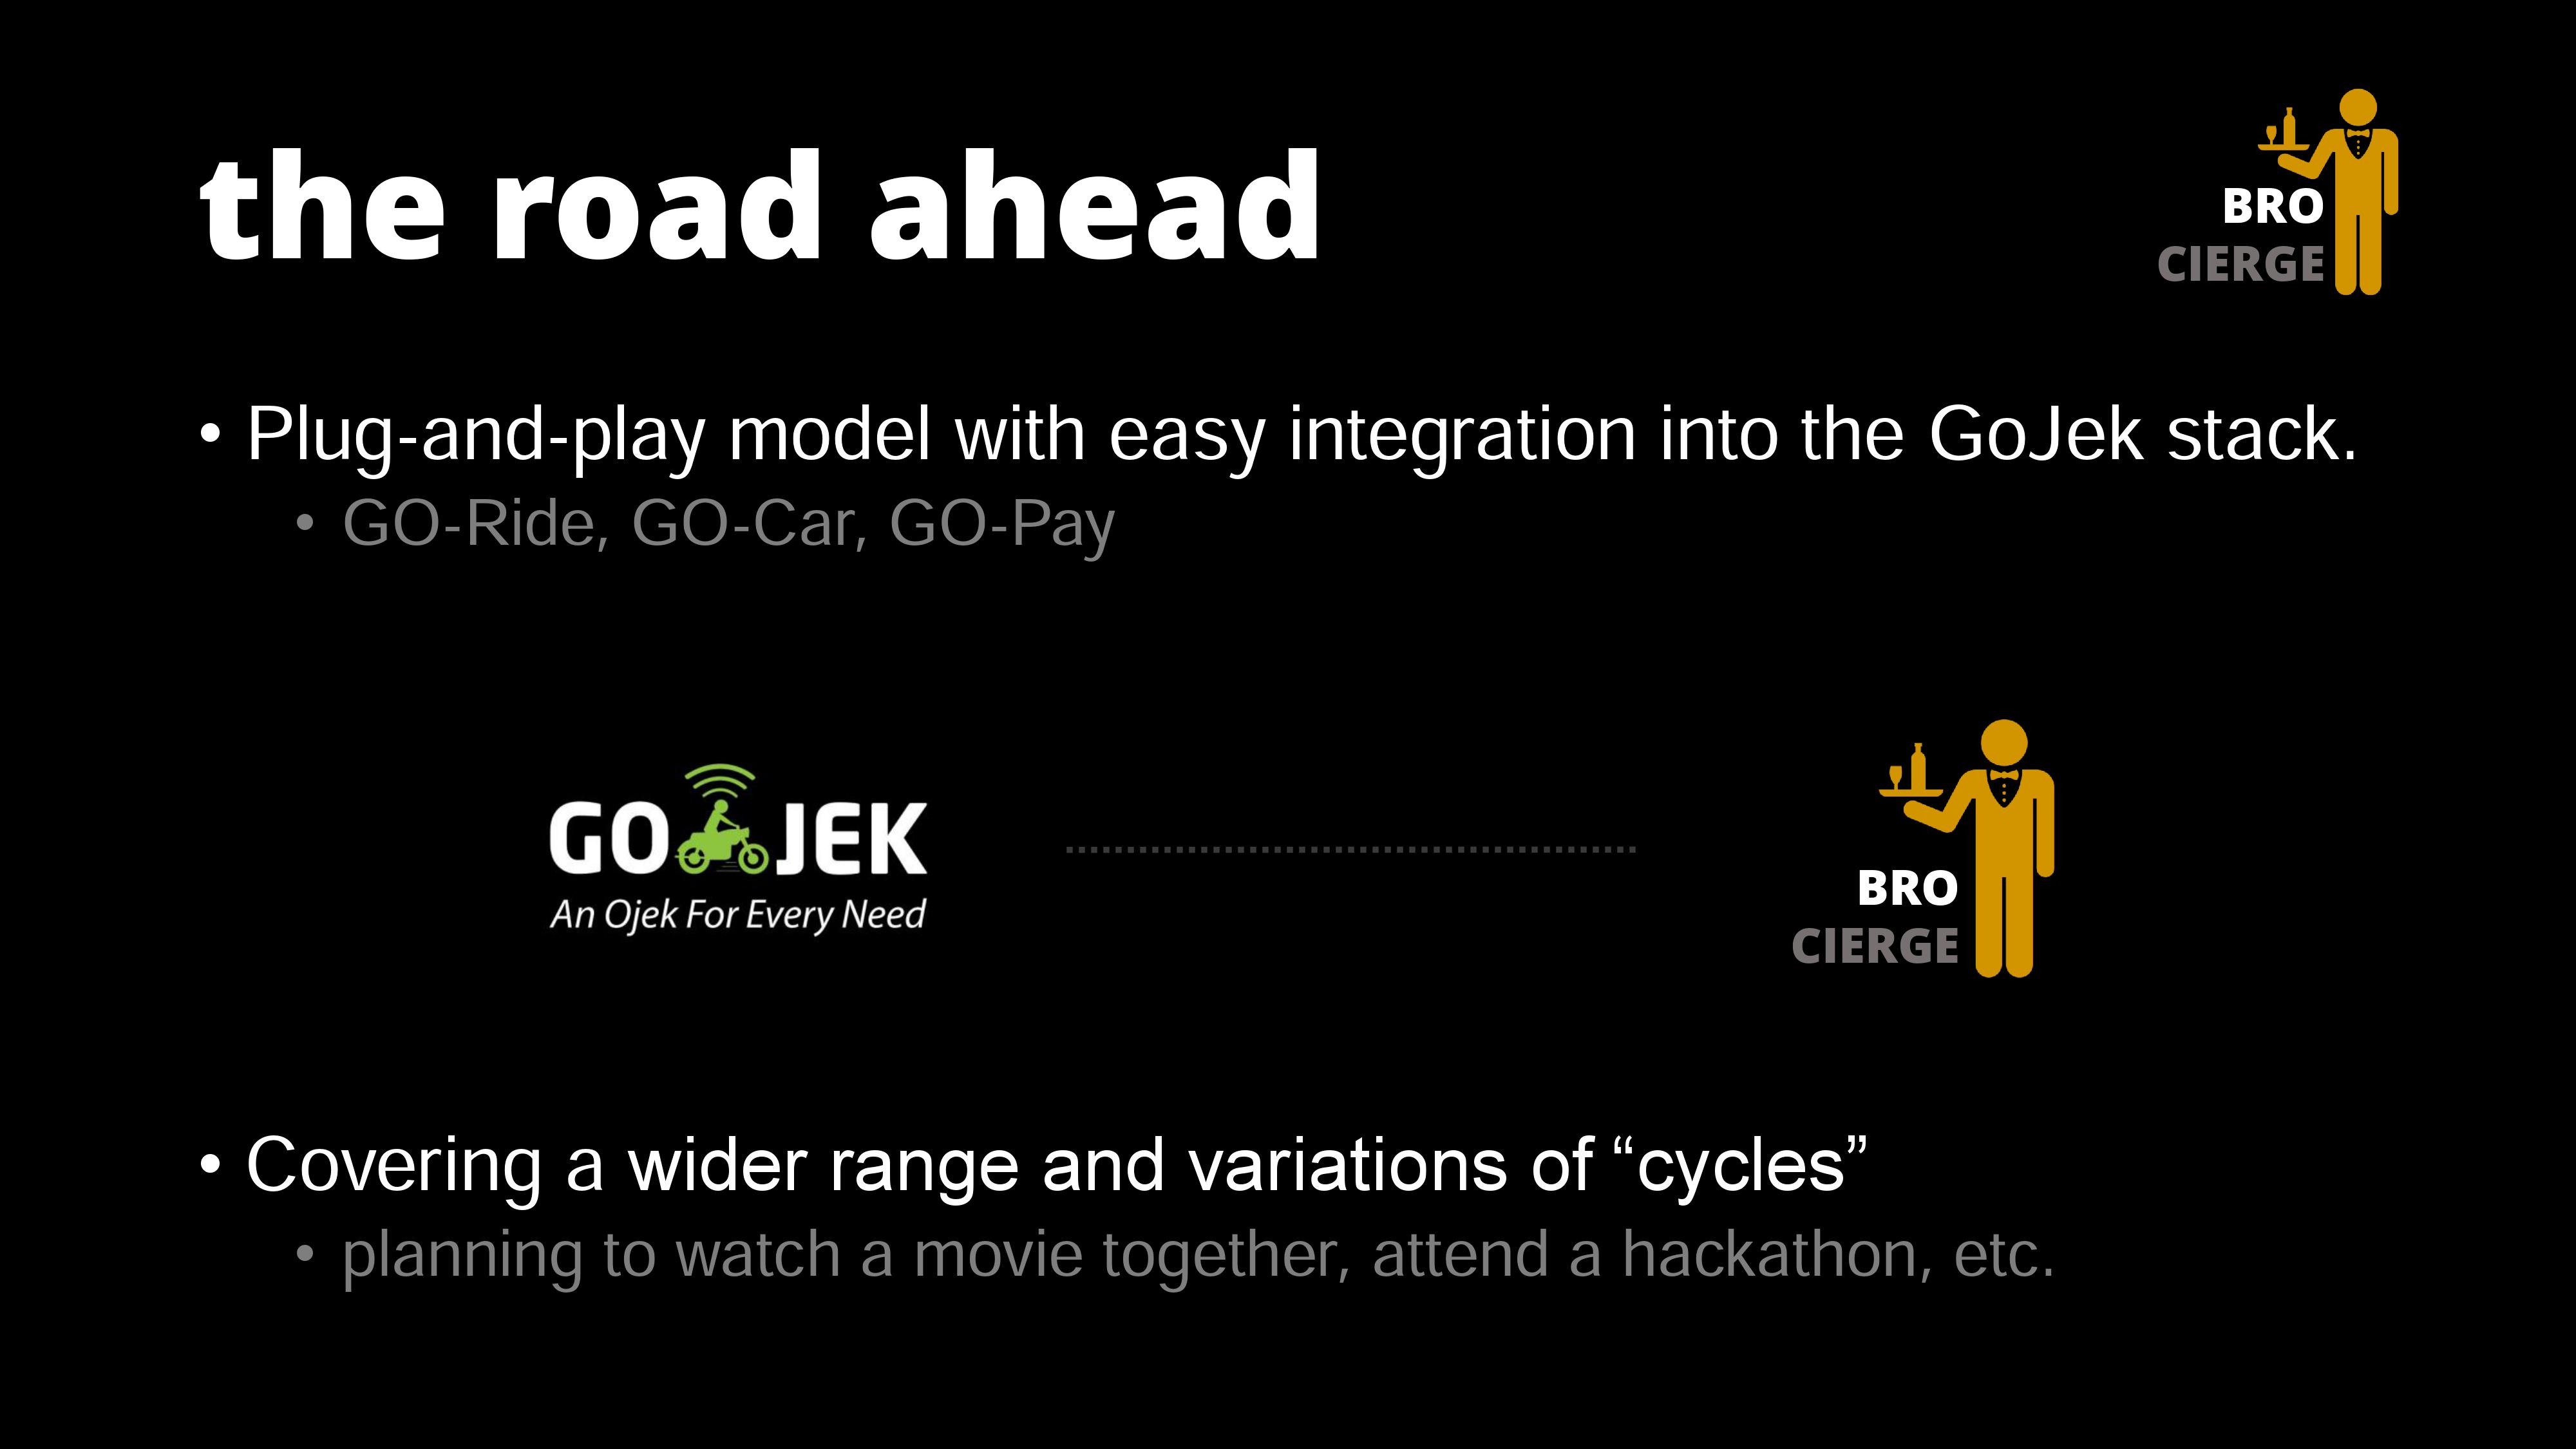 the road ahead
BRO
CIERGE
• Plug-and-play model with easy integration into the GoJek stack.
• GO-Ride, GO-Car, GO-Pay
GO JEK
An Ojek For Every Need
BRO
CIERGE
• Covering a wider range and variations of “cycles”
• planning to watch a movie together, attend a hackathon, etc.